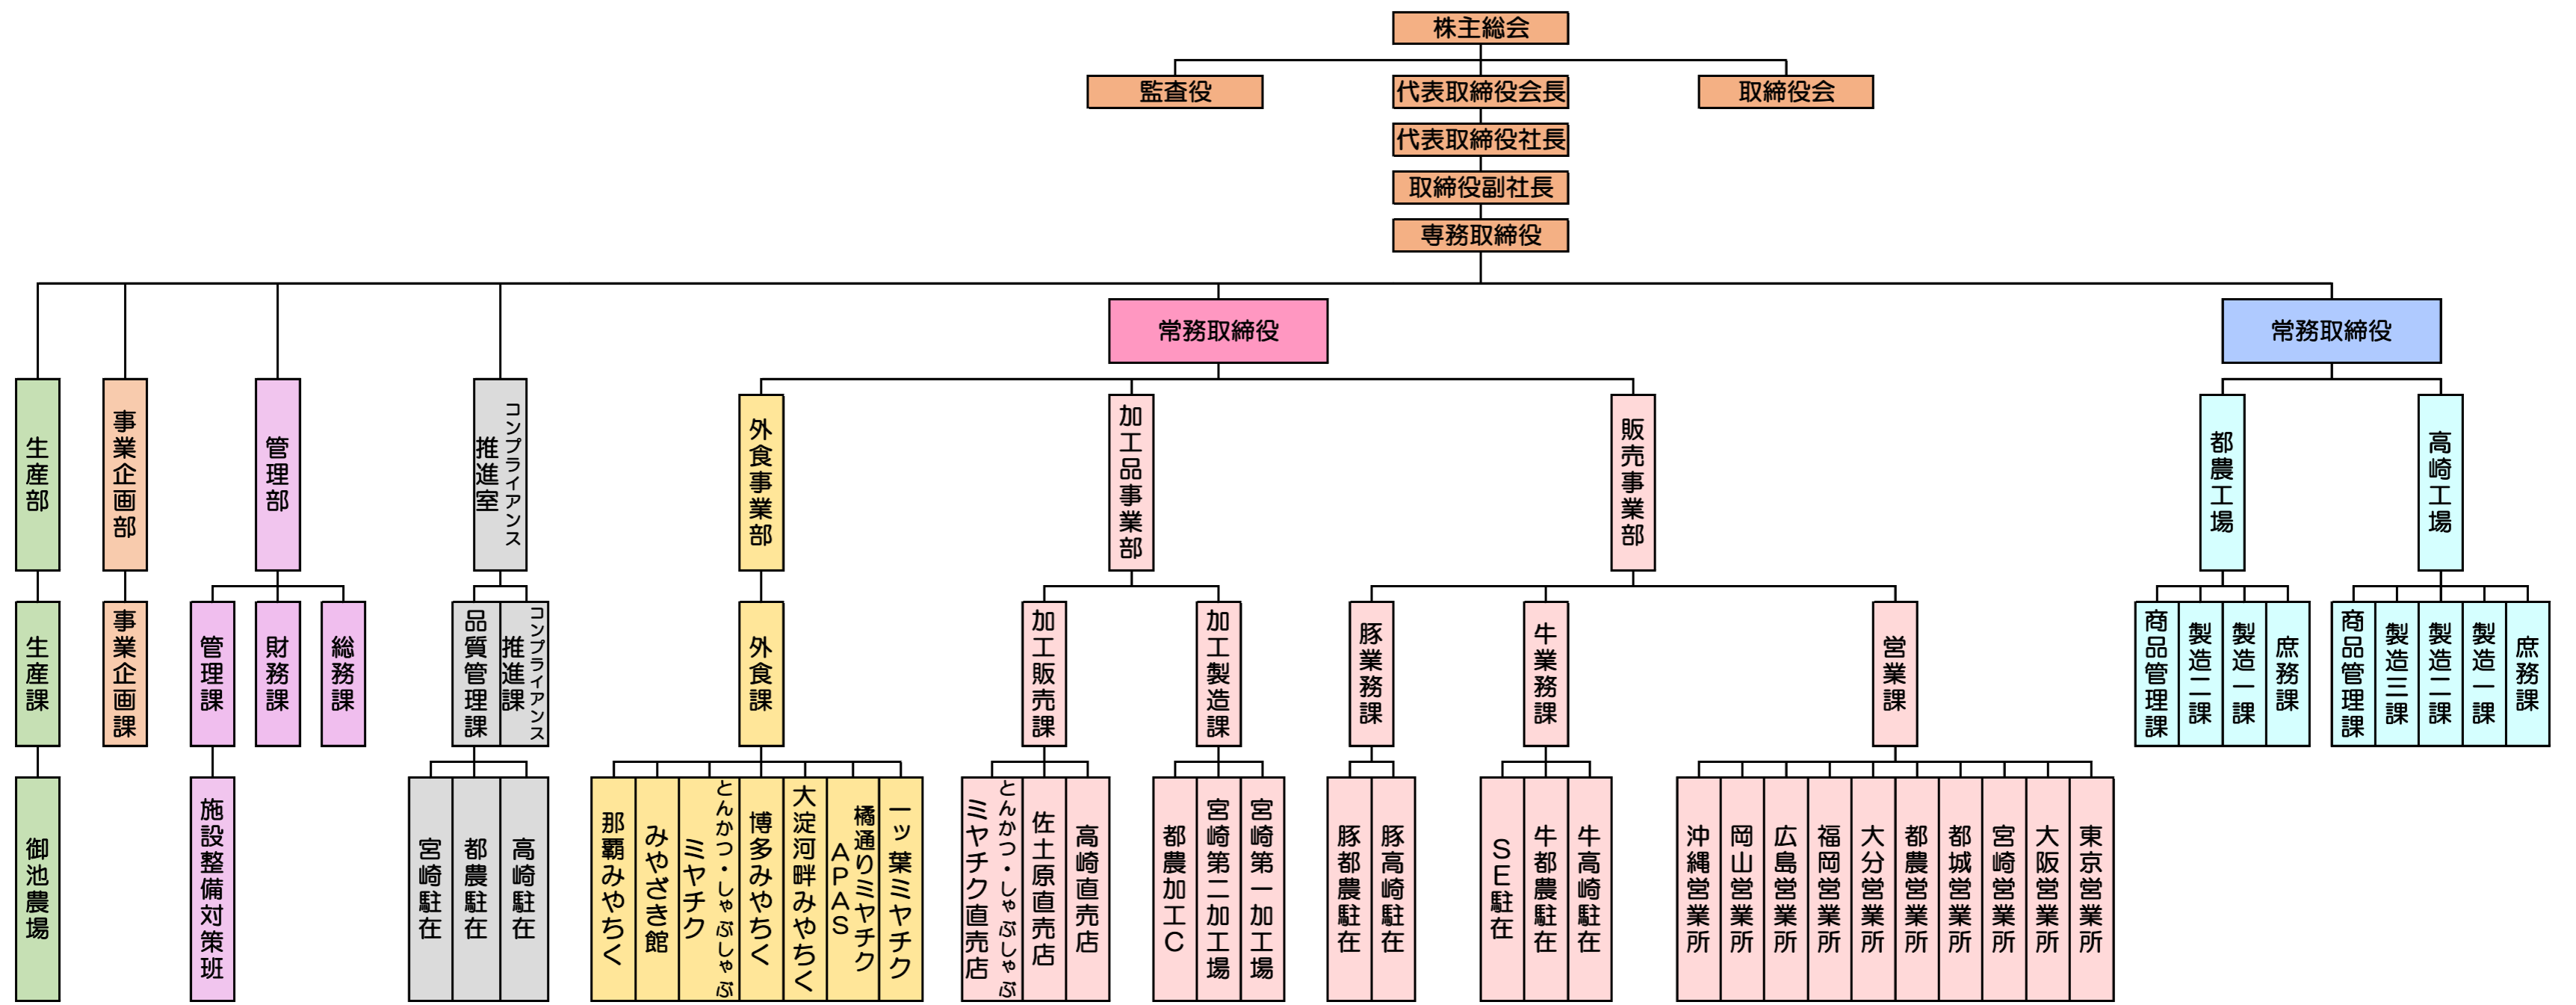 株主総会
監査役
代表取締役会長
取締役会
代表取締役社長
取締役副社長
専務取締役
常務取締役
常務取締役
生産部
事業企画部
管理部
コンプライアンス
推進室
外食事業部
加工品事業部
販売事業部
都農工場
高崎工場
生産課
事業企画課
管理課
財務課
総務課
品質管理課
コンプライアンス
推進課
外食課
加工販売課
加工製造課
豚業務課
牛業務課
営業課
商品管理課
製造二課
製造一課
庶務課
商品管理課
製造三課
製造二課
製造一課
庶務課
御池農場
施設整備対策班
宮崎駐在
都農駐在
高崎駐在
那覇みやちく
みやざき館
とんかつ・しゃぶしゃぶ
ミヤチク
博多みやちく
大淀河畔みやちく
橘通りミヤチク
APAS
一ッ葉ミヤチク
とんかつ・しゃぶしゃぶ
ミヤチク直売店
佐土原直売店
高崎直売店
都農加工C
宮崎第二加工場
宮崎第一加工場
豚都農駐在
豚高崎駐在
SE駐在
牛都農駐在
牛高崎駐在
沖縄営業所
岡山営業所
広島営業所
福岡営業所
大分営業所
都農営業所
都城営業所
宮崎営業所
大阪営業所
東京営業所